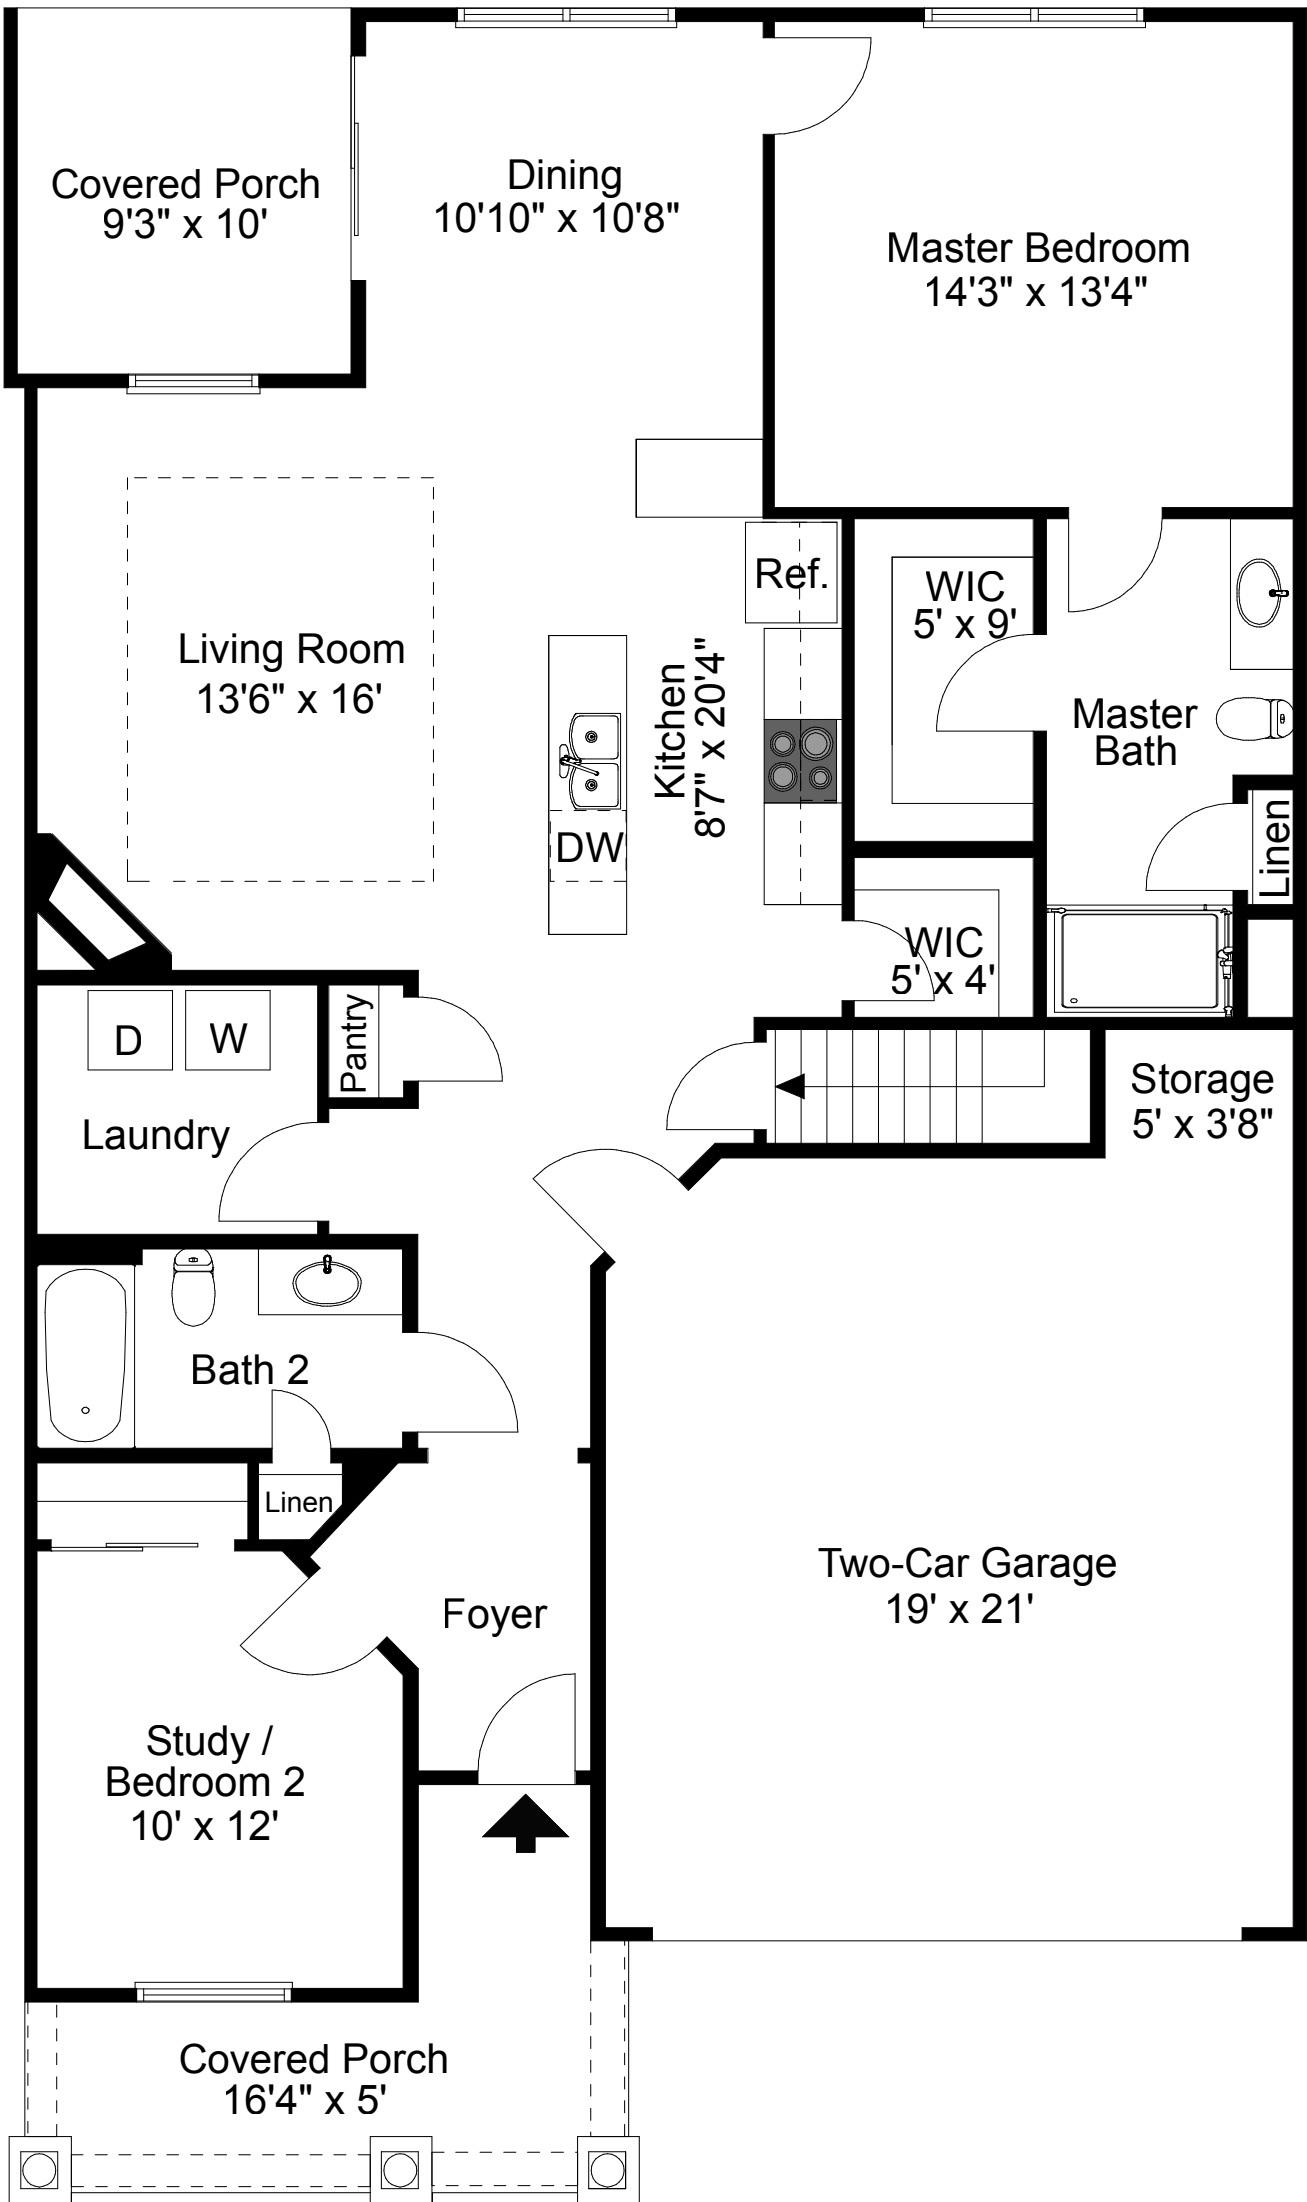 Covered Porch
9'3" x 10'
Dining
10'10" x 10'8"
Master Bedroom
14'3" x 13'4"
Ref.
WIC
5' x 9'
Living Room
13'6" x 16'
Kitchen
8'7" x 20'4"
Master
Bath
DW
Linen
WIC
5' x 4'
D
W
Pantry
Laundry
Storage
5' x 3'8"
Bath 2
Linen
Foyer
Two-Car Garage
19' x 21'
Study /
Bedroom 2
10' x 12'
Covered Porch
16'4" x 5'